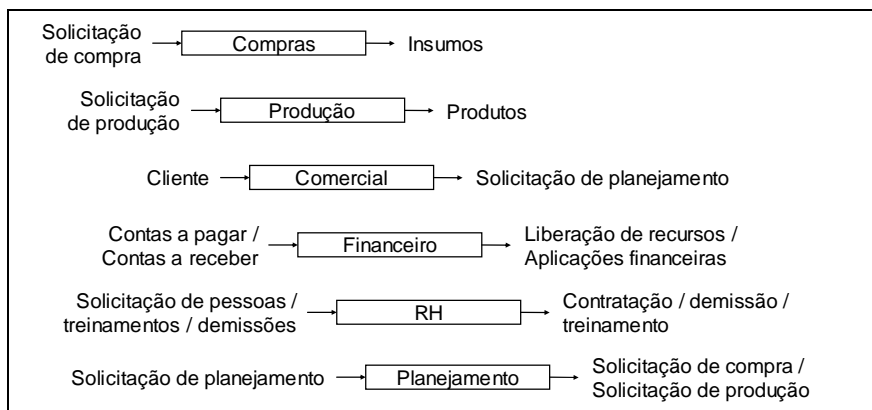 Solicitação
de compra
Compras
Insumos
Solicitação
de produção
Produção
Produtos
Cliente
Comercial
Solicitação de planejamento
Contas a pagar /
Contas a receber
Financeiro
Liberação de recursos /
Aplicações financeiras
Solicitação de pessoas /
treinamentos / demissões
RH
Contratação / demissão /
treinamento
Solicitação de planejamento
Planejamento
Solicitação de compra /
Solicitação de produção